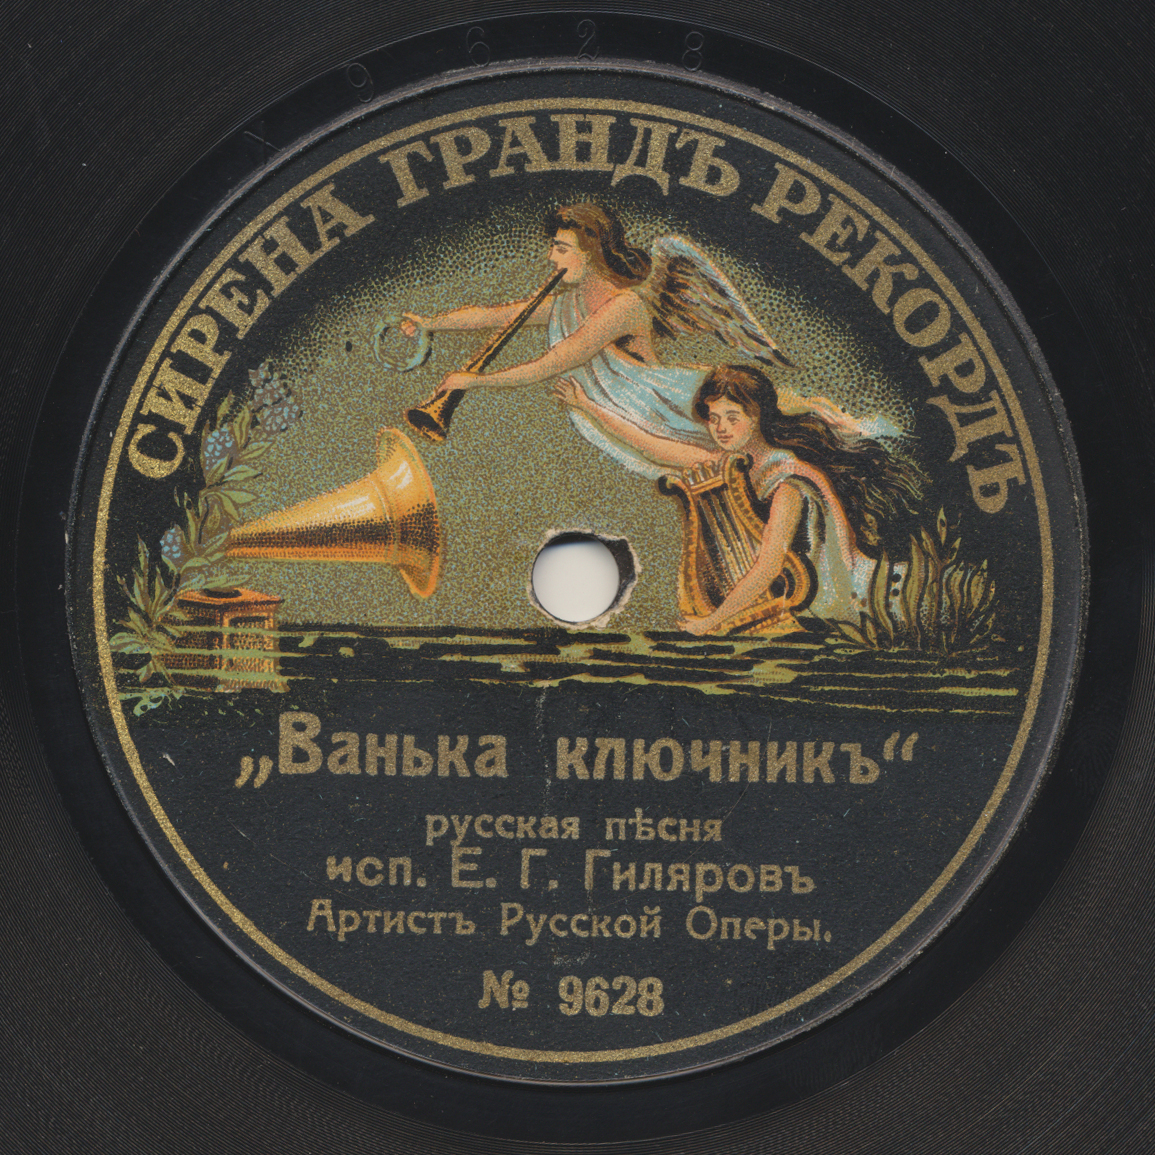 9628
СИРЕНА ГРАНДЪ РЕКОРДЪ
„Ванька ключникъ“
русская пѣсня
исп. Е. Г. Гиляровъ
Артистъ Русской Оперы.
№ 9628